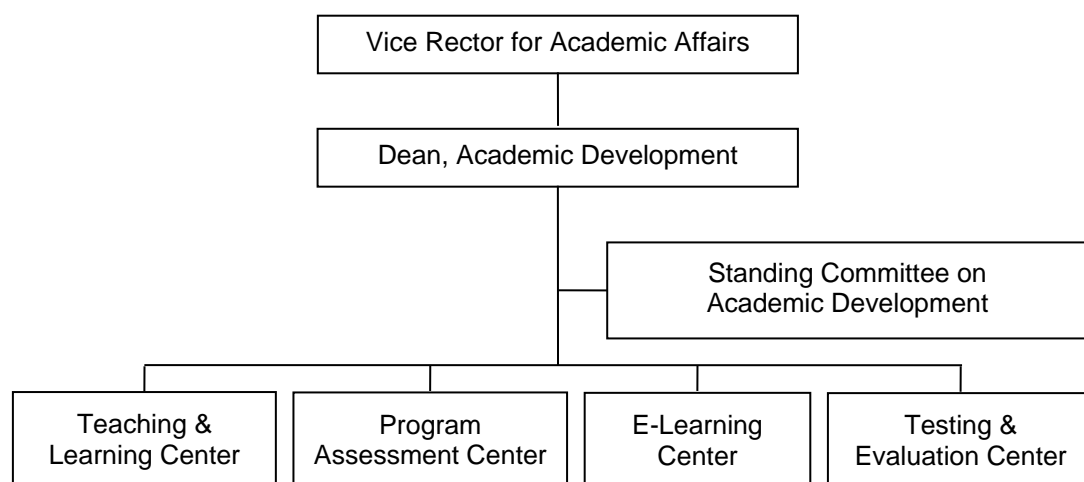 Vice Rector for Academic Affairs
Dean, Academic Development
Standing Committee on
Academic Development
Teaching &
Learning Center
Program
Assessment Center
E-Learning
Center
Testing &
Evaluation Center